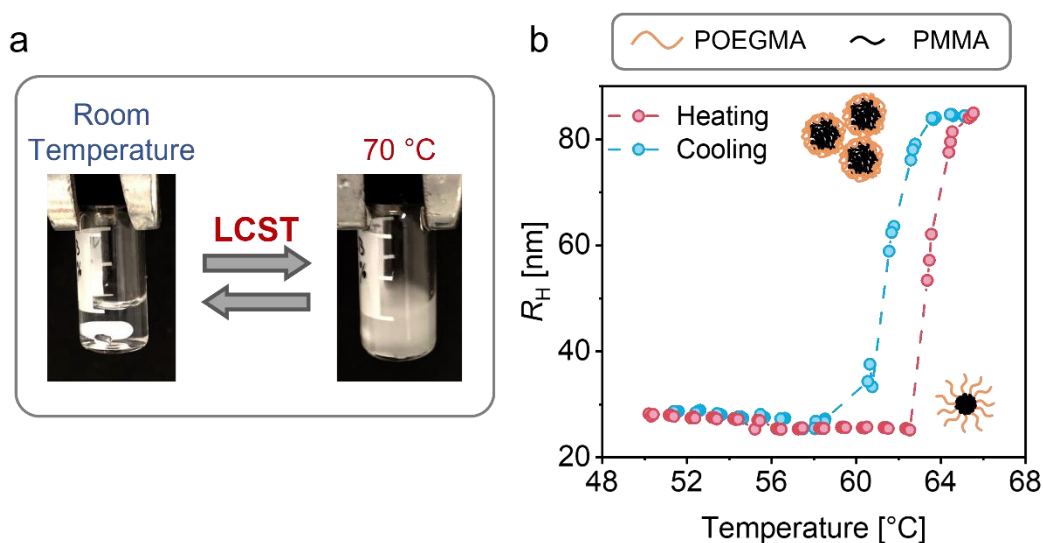 a
Room
Temperature
70 °C
LCST
b
POEGMA
PMMA
Heating
Cooling
R_H [nm]
80
60
40
20
48
52
56
60
64
68
Temperature [°C]